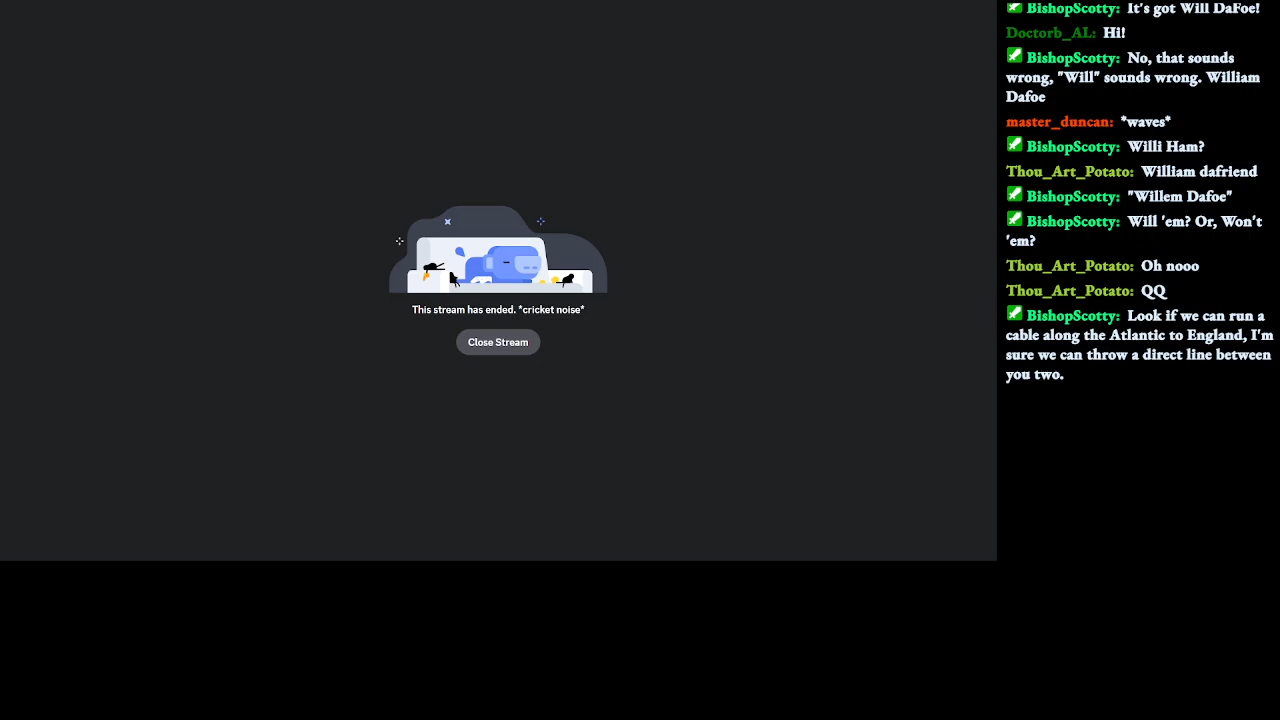 This stream has ended. *cricket noise*
Close Stream
BishopScotty: It's got Will DaFoe!
Doctorb_AL: Hi!
BishopScotty: No, that sounds
wrong, "Will" sounds wrong. William
Dafoe
master_duncan: *waves*
BishopScotty: Willi Ham?
Thou_Art_Potato: William dafriend
BishopScotty: "Willem Dafoe"
BishopScotty: Will 'em? Or, Won't
'em?
Thou_Art_Potato: Oh nooo
Thou_Art_Potato: QQ
BishopScotty: Look if we can run a
cable along the Atlantic to England, I'm
sure we can throw a direct line between
you two.